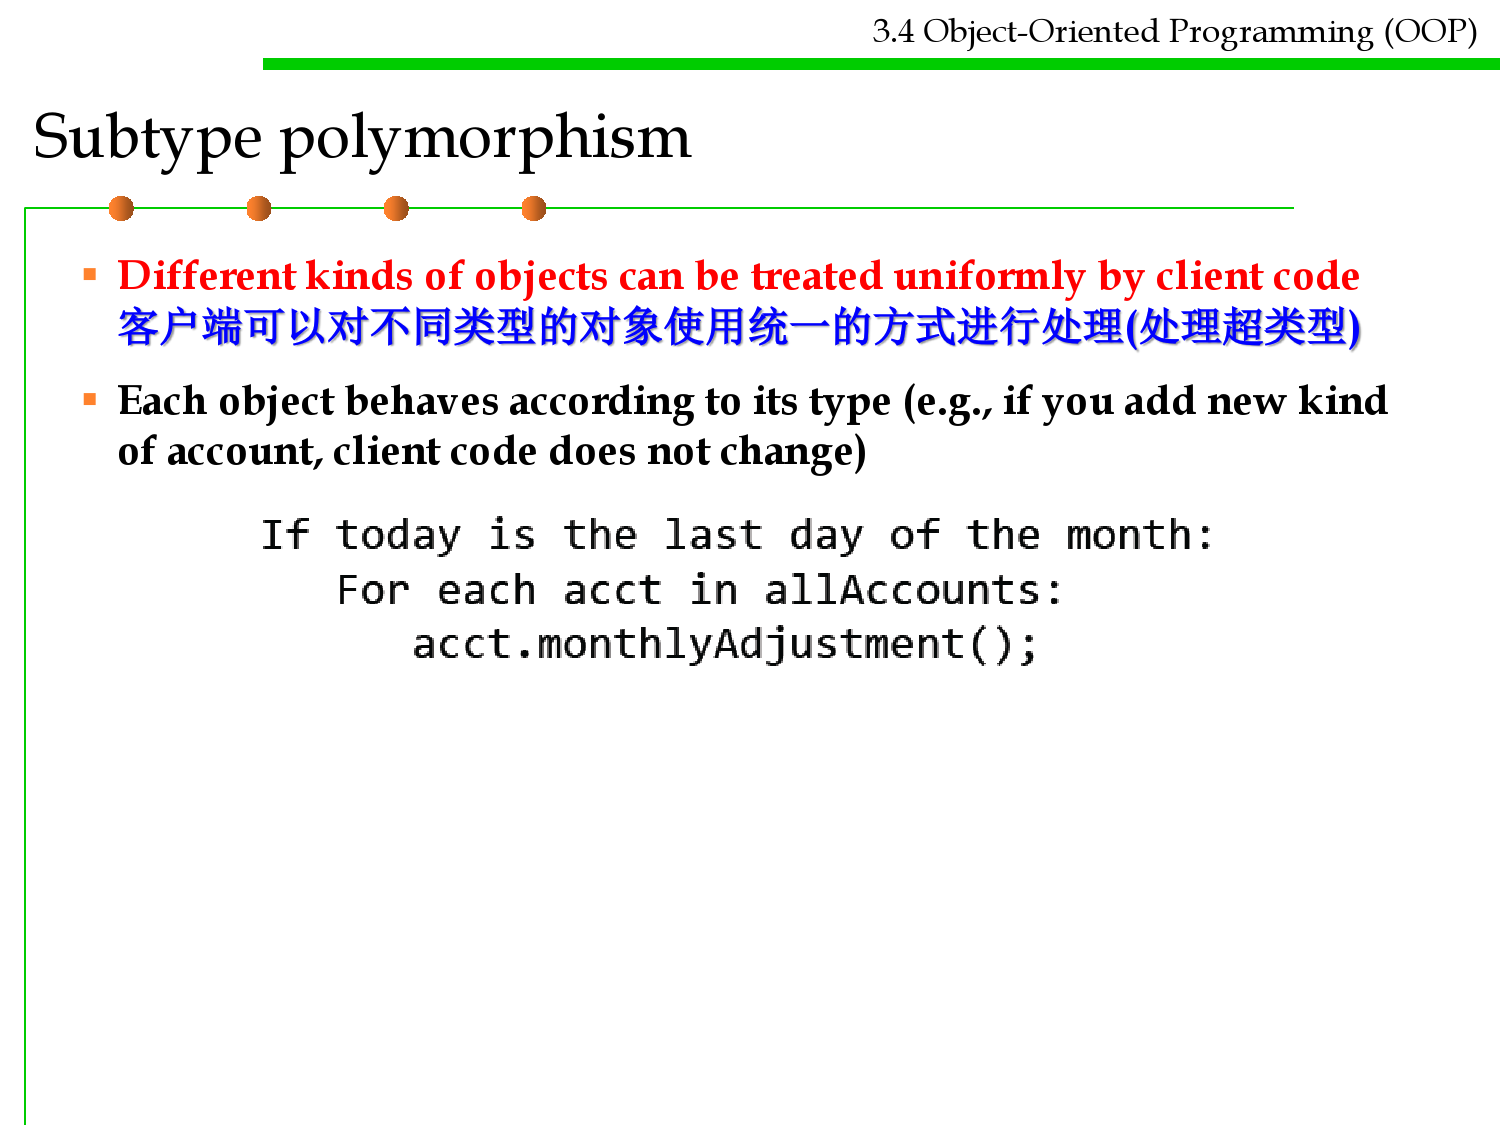 3.4 Object-Oriented Programming (OOP)
Subtype polymorphism
Different kinds of objects can be treated uniformly by client code
客户端可以对不同类型的对象使用统一的方式进行处理(处理超类型)
Each object behaves according to its type (e.g., if you add new kind
of account, client code does not change)
If today is the last day of the month:
For each acct in allAccounts:
acct.monthlyAdjustment();